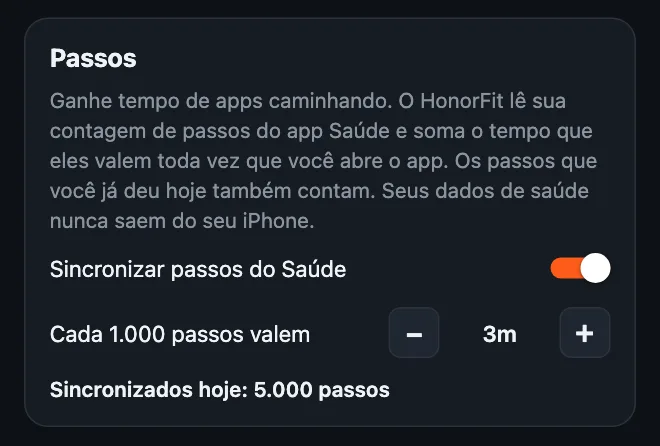 Passos
Ganhe tempo de apps caminhando. O HonorFit lê sua
contagem de passos do app Saúde e soma o tempo que
eles valem toda vez que você abre o app. Os passos que
você já deu hoje também contam. Seus dados de saúde
nunca saem do seu iPhone.
Sincronizar passos do Saúde
Cada 1.000 passos valem − 3m +
Sincronizados hoje: 5.000 passos